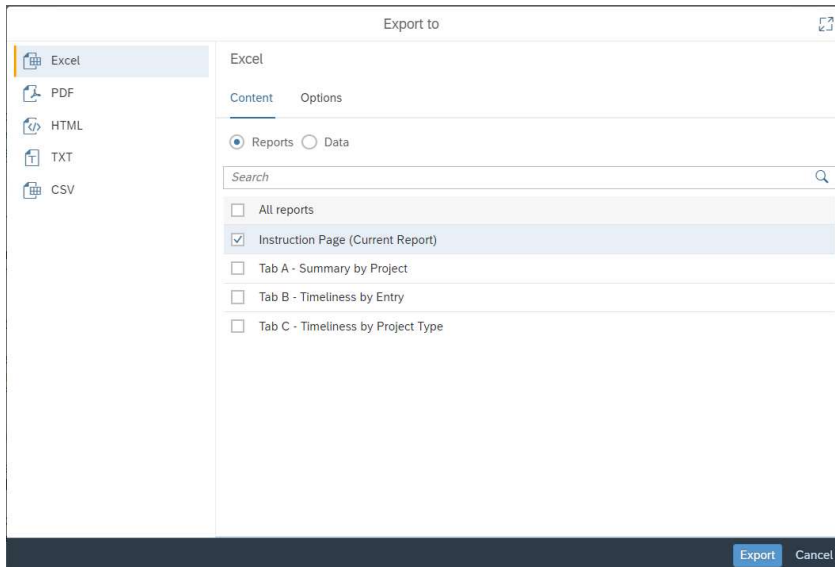 Export to
Excel
PDF
HTML
TXT
CSV
Excel
Content Options
Reports Data
Search
All reports
Instruction Page (Current Report)
Tab A - Summary by Project
Tab B - Timeliness by Entry
Tab C - Timeliness by Project Type
Export Cancel